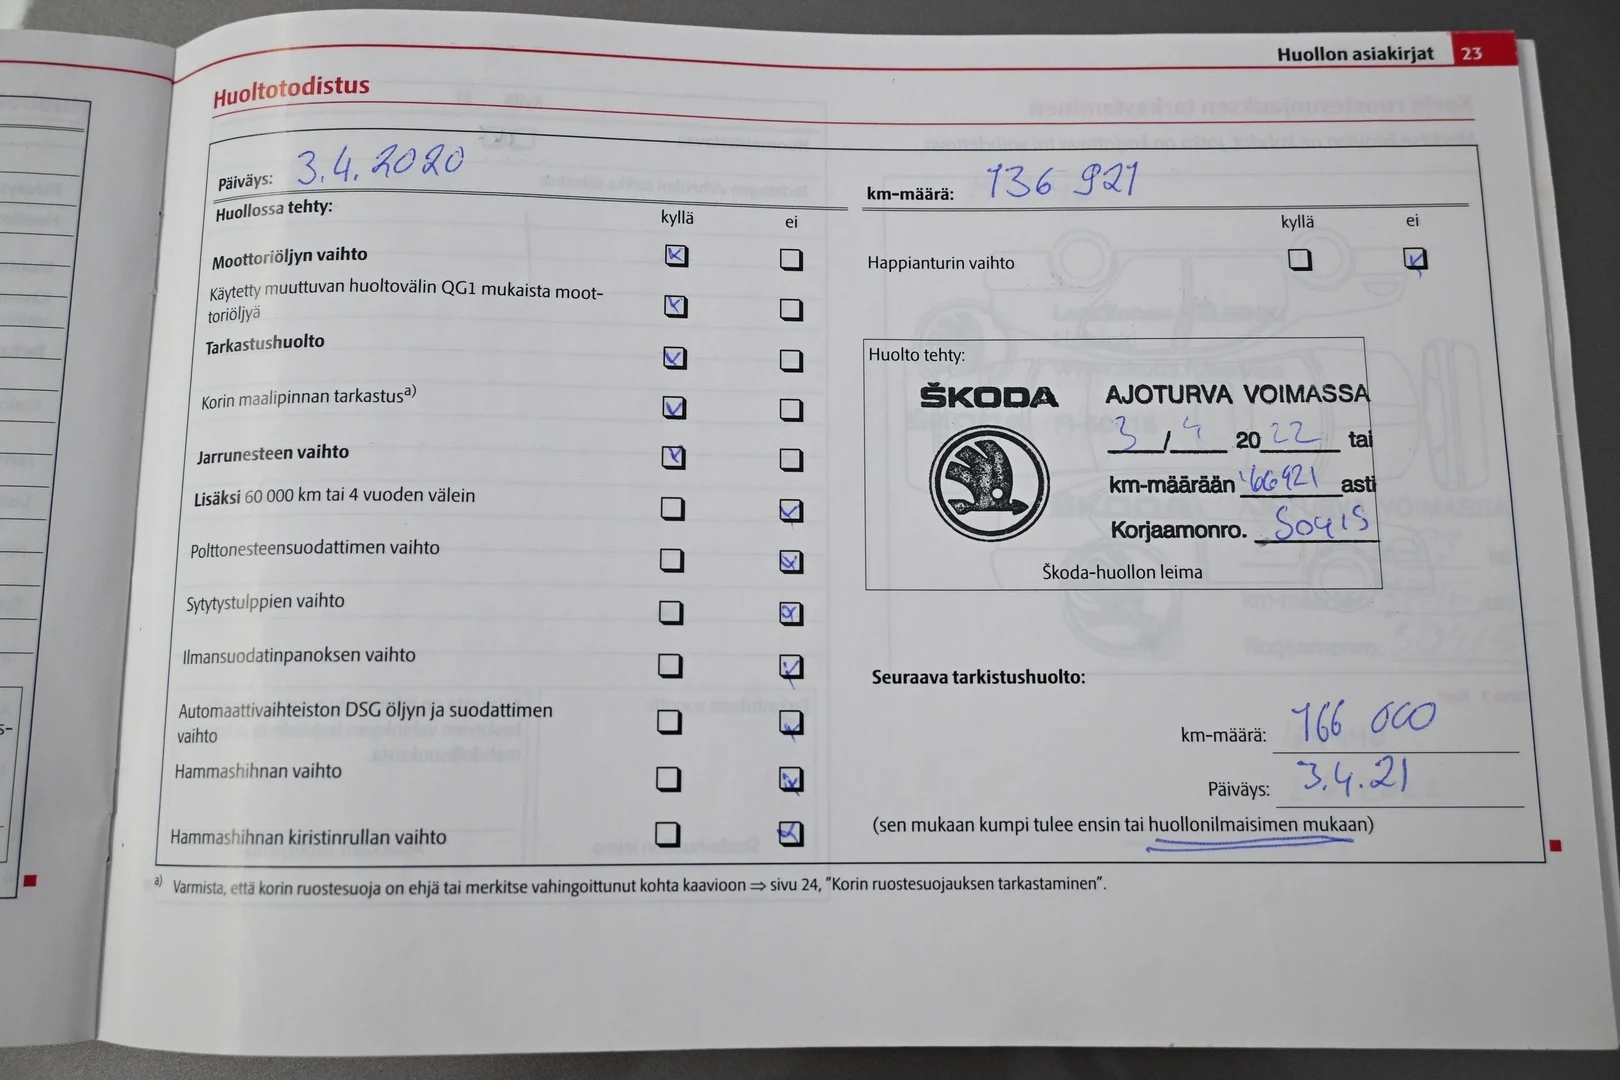 Huollon asiakirjat 23
Huoltotodistus
Päiväys: 3.4.2020
km-määrä: 136 921
Huollossa tehty:
kyllä ei
Moottoriöljyn vaihto
Käytetty muuttuvan huoltovälin QG1 mukaista moot-
toriöljyä
Tarkastushuolto
Korin maalipinnan tarkastus a)
Jarrunesteen vaihto
Lisäksi 60 000 km tai 4 vuoden välein
Polttonesteensuodattimen vaihto
Sytytystulppien vaihto
Ilmansuodatinpanoksen vaihto
Automaattivaihteiston DSG öljyn ja suodattimen
vaihto
Hammashihnan vaihto
Hammashihnan kiristinrullan vaihto
kyllä ei
Happianturin vaihto
Huolto tehty:
ŠKODA
AJOTURVA VOIMASSA
3 / 4 20 22 tai
km-määrään 166921 asti
Korjaamonro. 50415
Škoda-huollon leima
Seuraava tarkistushuolto:
km-määrä: 166 000
Päiväys: 3.4.21
(sen mukaan kumpi tulee ensin tai huollonilmaisimen mukaan)
a) Varmista, että korin ruostesuoja on ehjä tai merkitse vahingoittunut kohta kaavioon ⇒ sivu 24, "Korin ruostesuojauksen tarkastaminen".